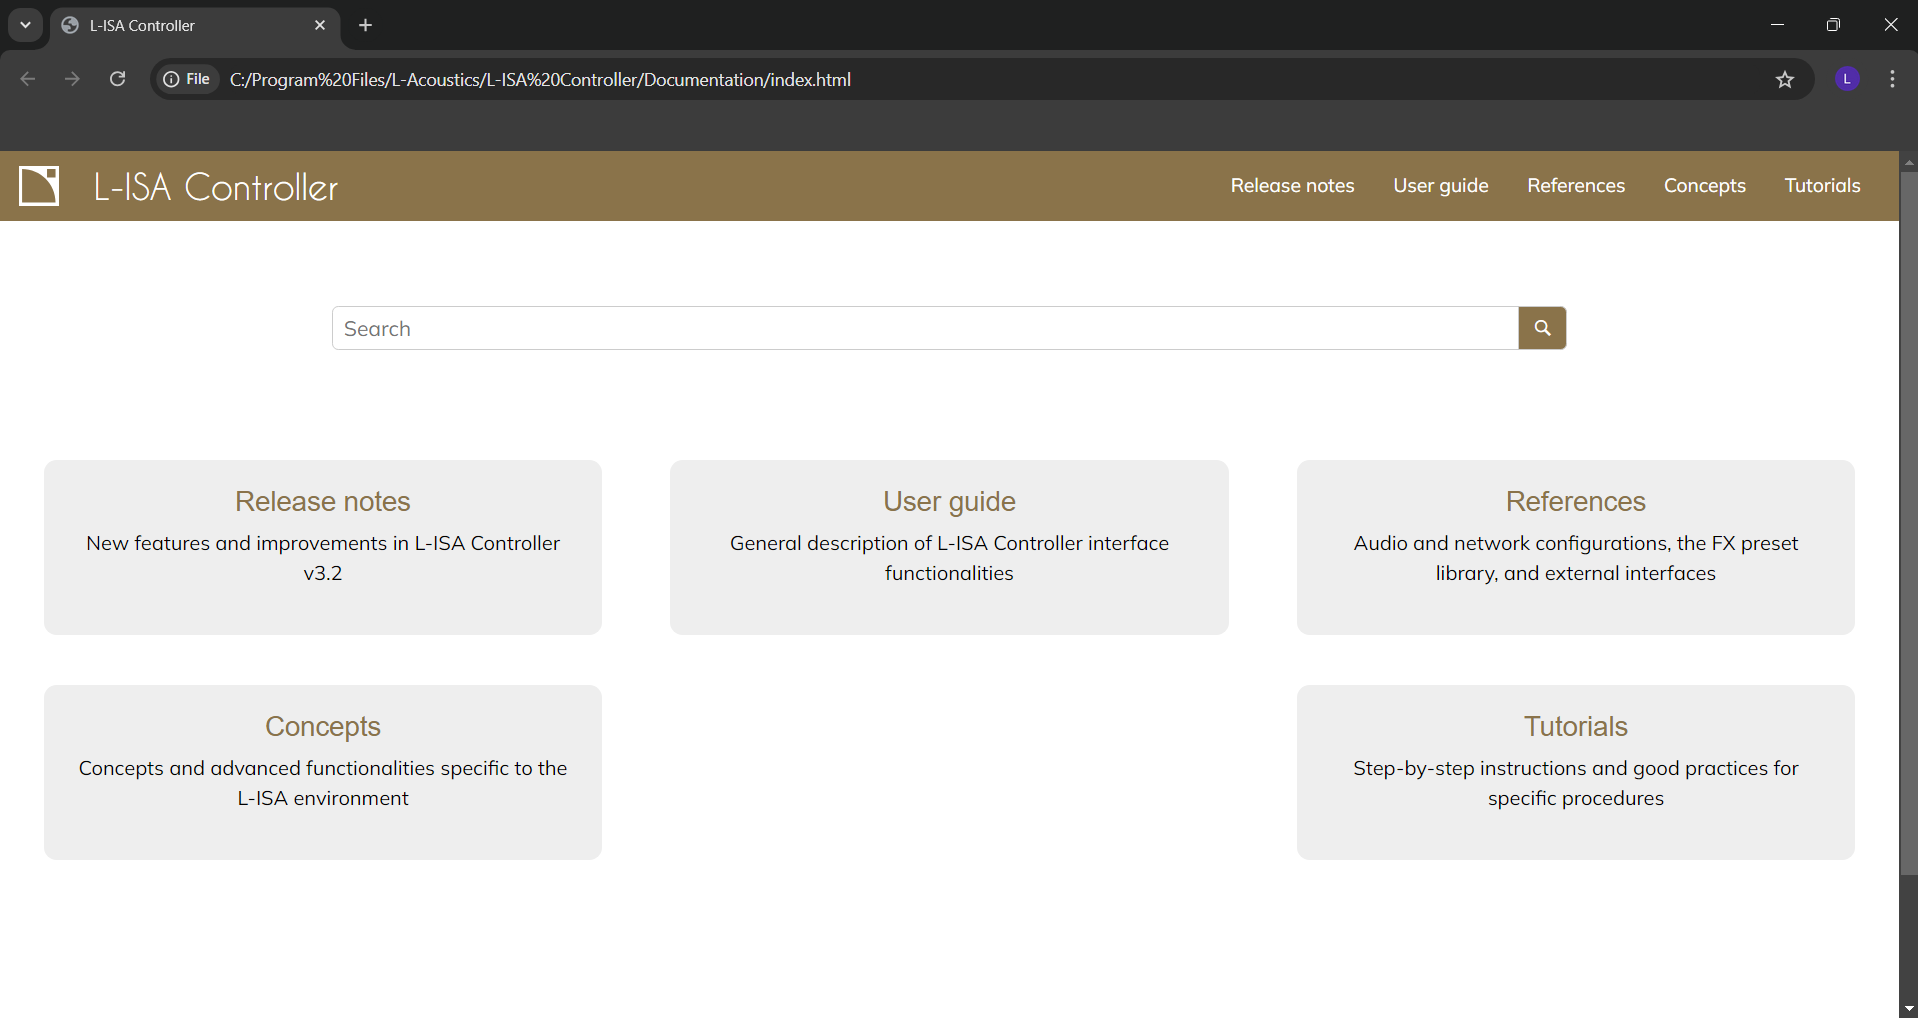 L-ISA Controller
File
C:/Program%20Files/L-Acoustics/L-ISA%20Controller/Documentation/index.html
L
L-ISA Controller
Release notes
User guide
References
Concepts
Tutorials
Search
Release notes
New features and improvements in L-ISA Controller
v3.2
User guide
General description of L-ISA Controller interface
functionalities
References
Audio and network configurations, the FX preset
library, and external interfaces
Concepts
Concepts and advanced functionalities specific to the
L-ISA environment
Tutorials
Step-by-step instructions and good practices for
specific procedures